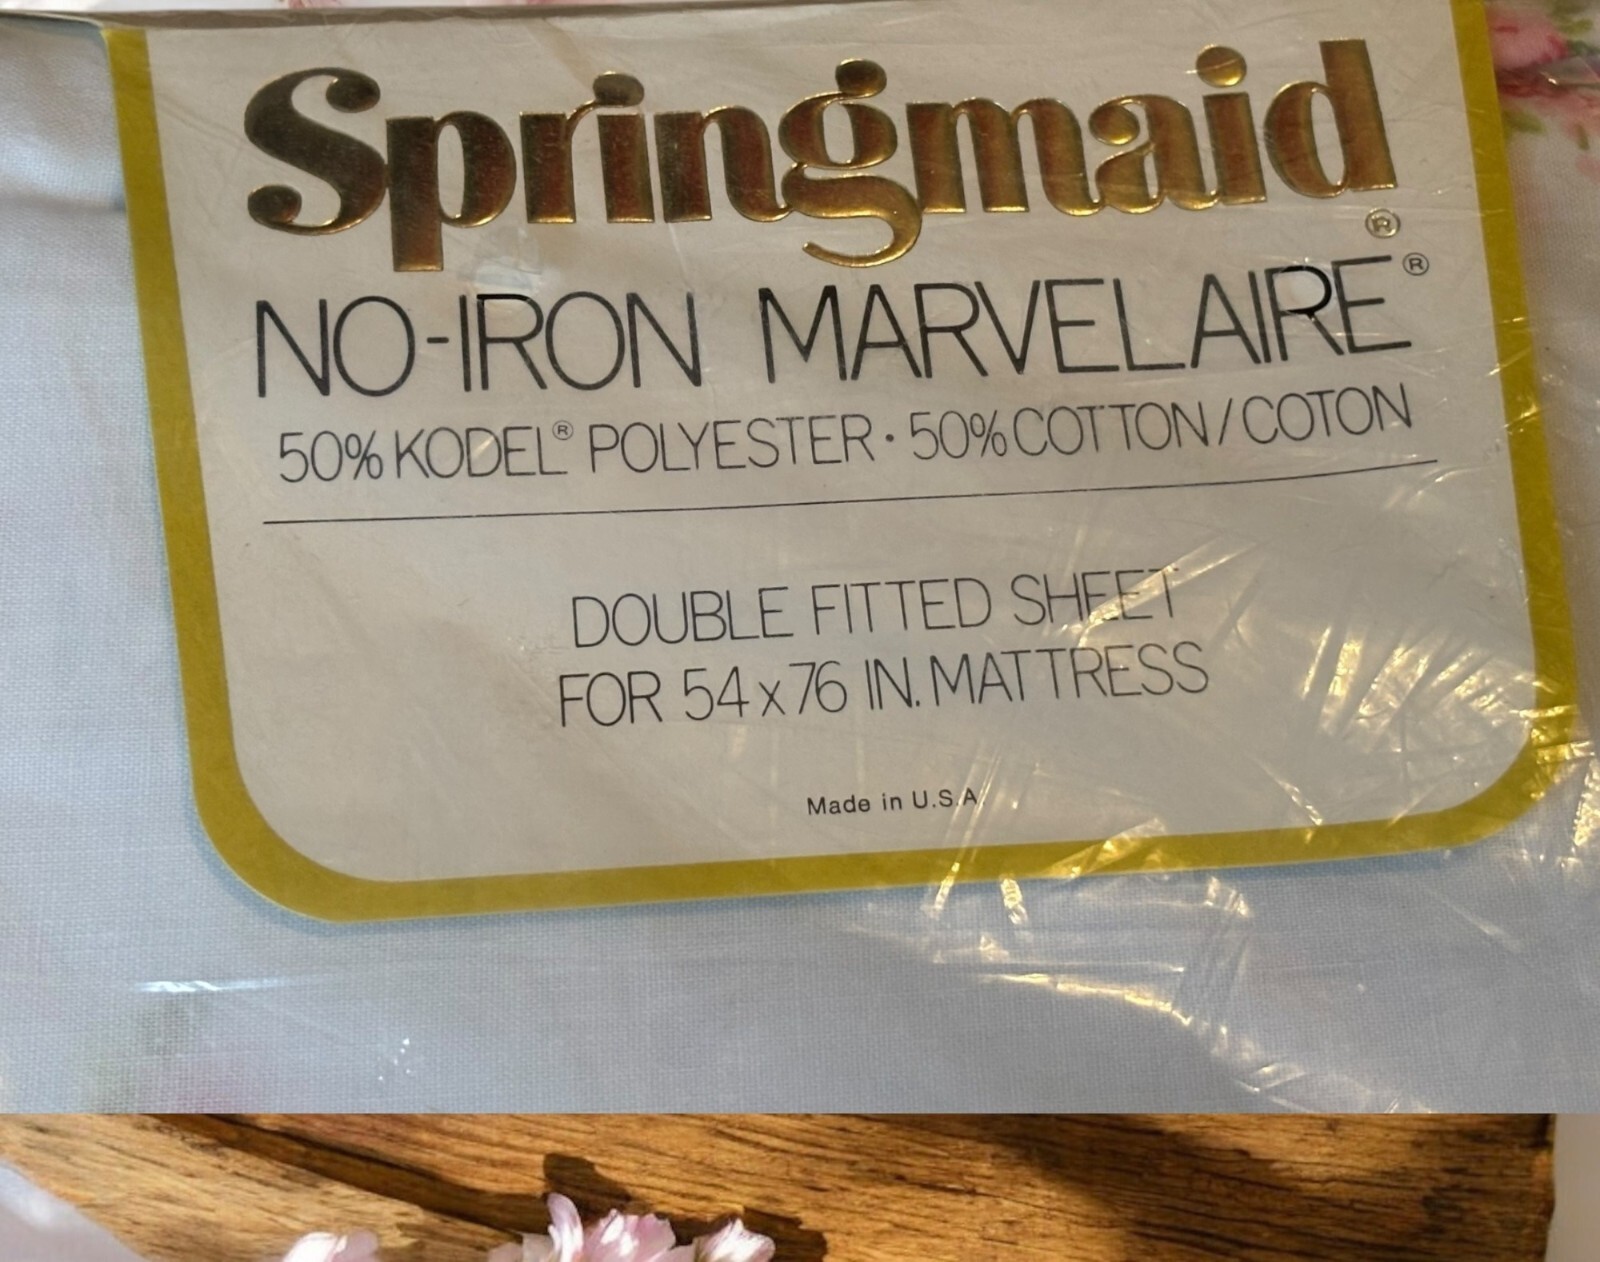 Springmaid®
NO-IRON MARVELAIRE®
50% KODEL® POLYESTER · 50% COTTON/COTON
DOUBLE FITTED SHEET
FOR 54 x 76 IN. MATTRESS
Made in U.S.A.